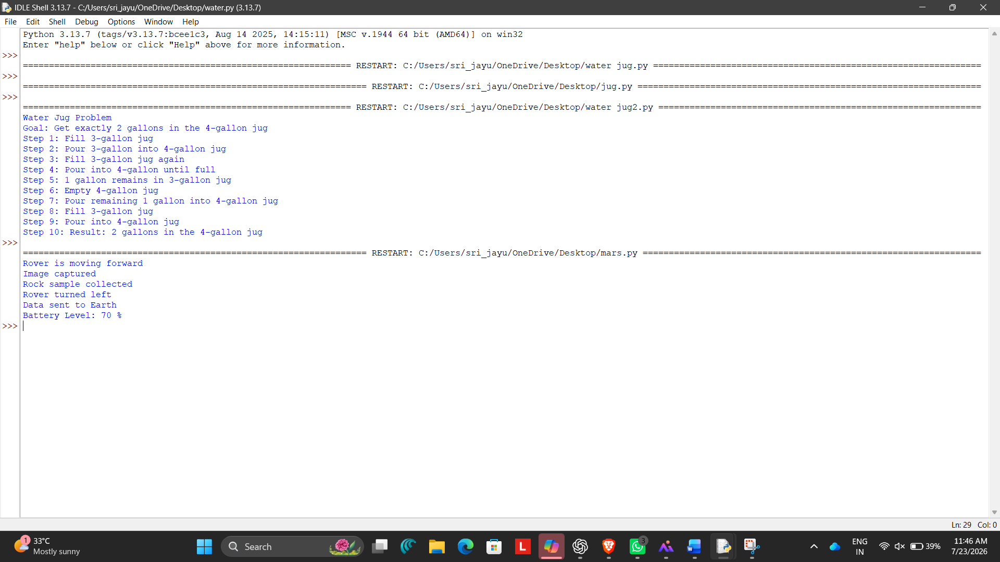 IDLE Shell 3.13.7 - C:/Users/sri_jayu/OneDrive/Desktop/water.py (3.13.7)
File Edit Shell Debug Options Window Help
Python 3.13.7 (tags/v3.13.7:bcee1c3, Aug 14 2025, 14:15:11) [MSC v.1944 64 bit (AMD64)] on win32
Enter "help" below or click "Help" above for more information.
>>>
=============================================================== RESTART: C:/Users/sri_jayu/OneDrive/Desktop/water jug.py ===============================================================
>>>
================================================================== RESTART: C:/Users/sri_jayu/OneDrive/Desktop/jug.py ==================================================================
>>>
=============================================================== RESTART: C:/Users/sri_jayu/OneDrive/Desktop/water jug2.py ==============================================================
Water Jug Problem
Goal: Get exactly 2 gallons in the 4-gallon jug
Step 1: Fill 3-gallon jug
Step 2: Pour 3-gallon into 4-gallon jug
Step 3: Fill 3-gallon jug again
Step 4: Pour into 4-gallon until full
Step 5: 1 gallon remains in 3-gallon jug
Step 6: Empty 4-gallon jug
Step 7: Pour remaining 1 gallon into 4-gallon jug
Step 8: Fill 3-gallon jug
Step 9: Pour into 4-gallon jug
Step 10: Result: 2 gallons in the 4-gallon jug
>>>
================================================================== RESTART: C:/Users/sri_jayu/OneDrive/Desktop/mars.py =================================================================
Rover is moving forward
Image captured
Rock sample collected
Rover turned left
Data sent to Earth
Battery Level: 70 %
>>>
Ln: 29 Col: 0
1
33°C
Mostly sunny
Search
L
3
W
ENG
IN
39%
11:46 AM
7/23/2026